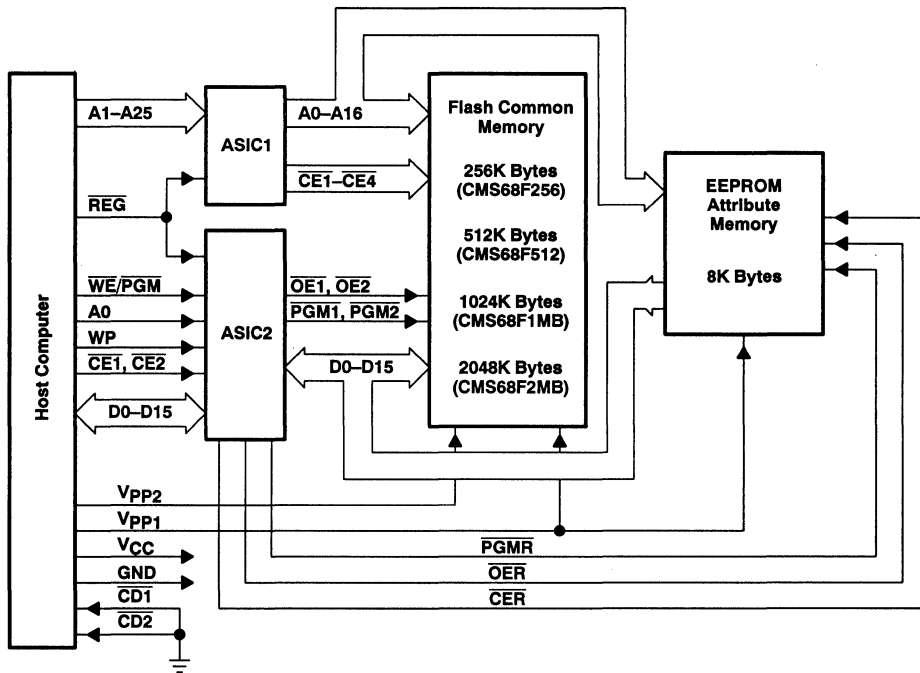 Host Computer
A1–A25
REG
WE/PGM
A0
WP
CE1, CE2
D0–D15
VPP2
VPP1
VCC
GND
CD1
CD2
ASIC1
A0–A16
CE1–CE4
ASIC2
OE1, OE2
PGM1, PGM2
D0–D15
Flash Common
Memory
256K Bytes
(CMS68F256)
512K Bytes
(CMS68F512)
1024K Bytes
(CMS68F1MB)
2048K Bytes
(CMS68F2MB)
EEPROM
Attribute
Memory
8K Bytes
PGMR
OER
CER